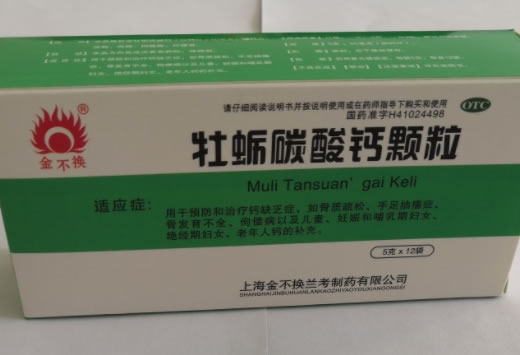 请仔细阅读说明书并按说明使用或在药师指导下购买和使用
OTC
国药准字H41024498
®
金不换
牡蛎碳酸钙颗粒
Muli Tansuan'gai Keli
适应症：用于预防和治疗钙缺乏症，如骨质疏松、手足抽搐症、
骨发育不全、佝偻病以及儿童、妊娠和哺乳期妇女、
绝经期妇女、老年人钙的补充。
5克×12袋
上海金不换兰考制药有限公司
SHANGHAIJINBUHUANLANKAOZHIYAOYOUXIANGONGSI